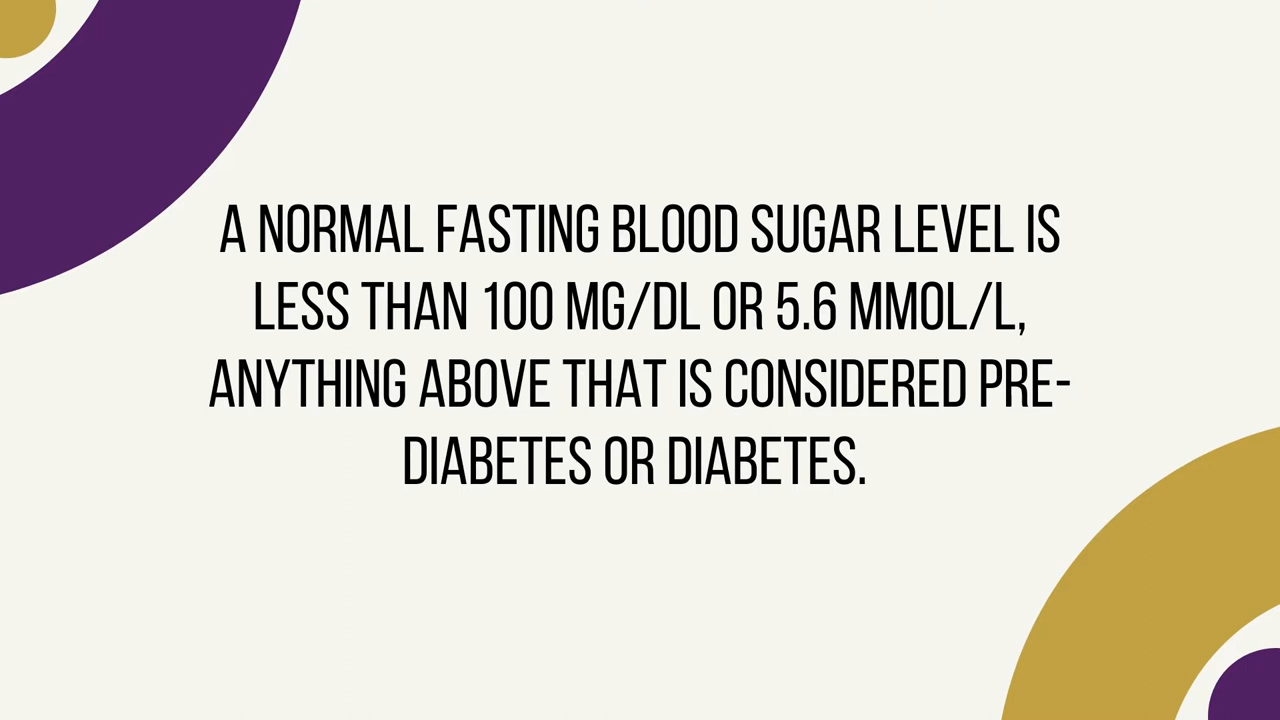 A NORMAL FASTING BLOOD SUGAR LEVEL IS
LESS THAN 100 MG/DL OR 5.6 MMOL/L,
ANYTHING ABOVE THAT IS CONSIDERED PRE-
DIABETES OR DIABETES.